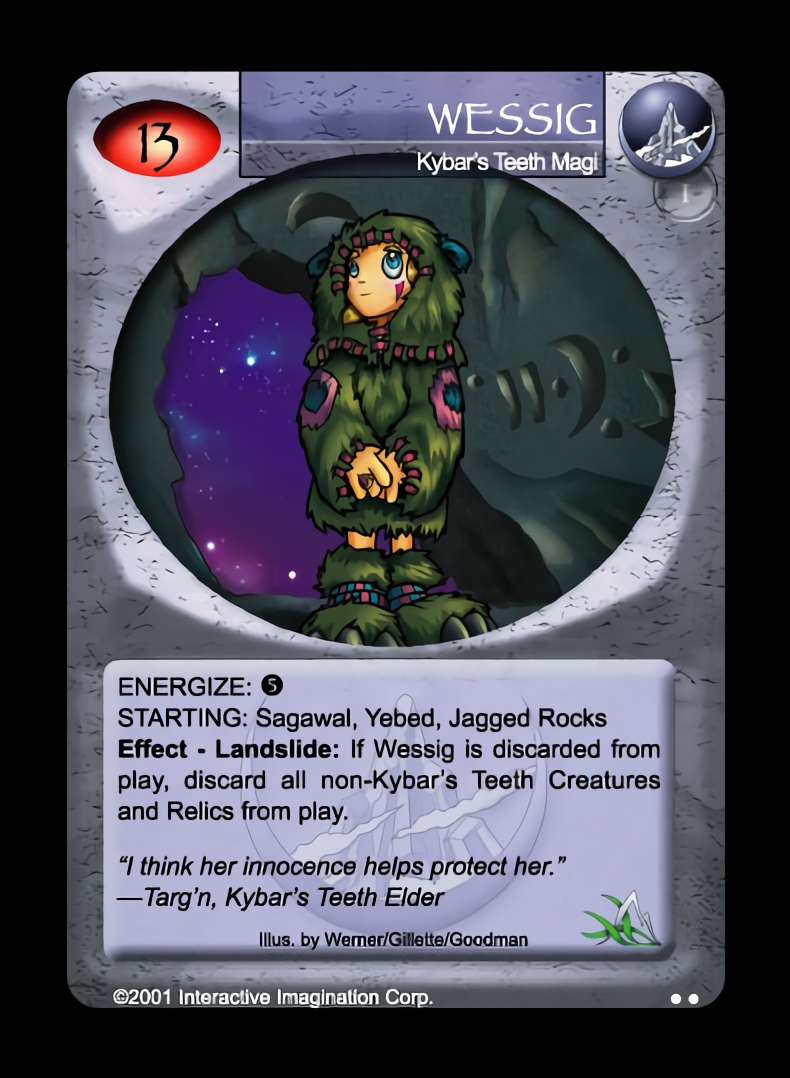 13
WESSIG
Kybar's Teeth Magi
1
ENERGIZE: 5
STARTING: Sagawal, Yebed, Jagged Rocks
Effect - Landslide: If Wessig is discarded from
play, discard all non-Kybar's Teeth Creatures
and Relics from play.
“I think her innocence helps protect her.”
—Targ'n, Kybar's Teeth Elder
Illus. by Werner/Gillette/Goodman
©2001 Interactive Imagination Corp.